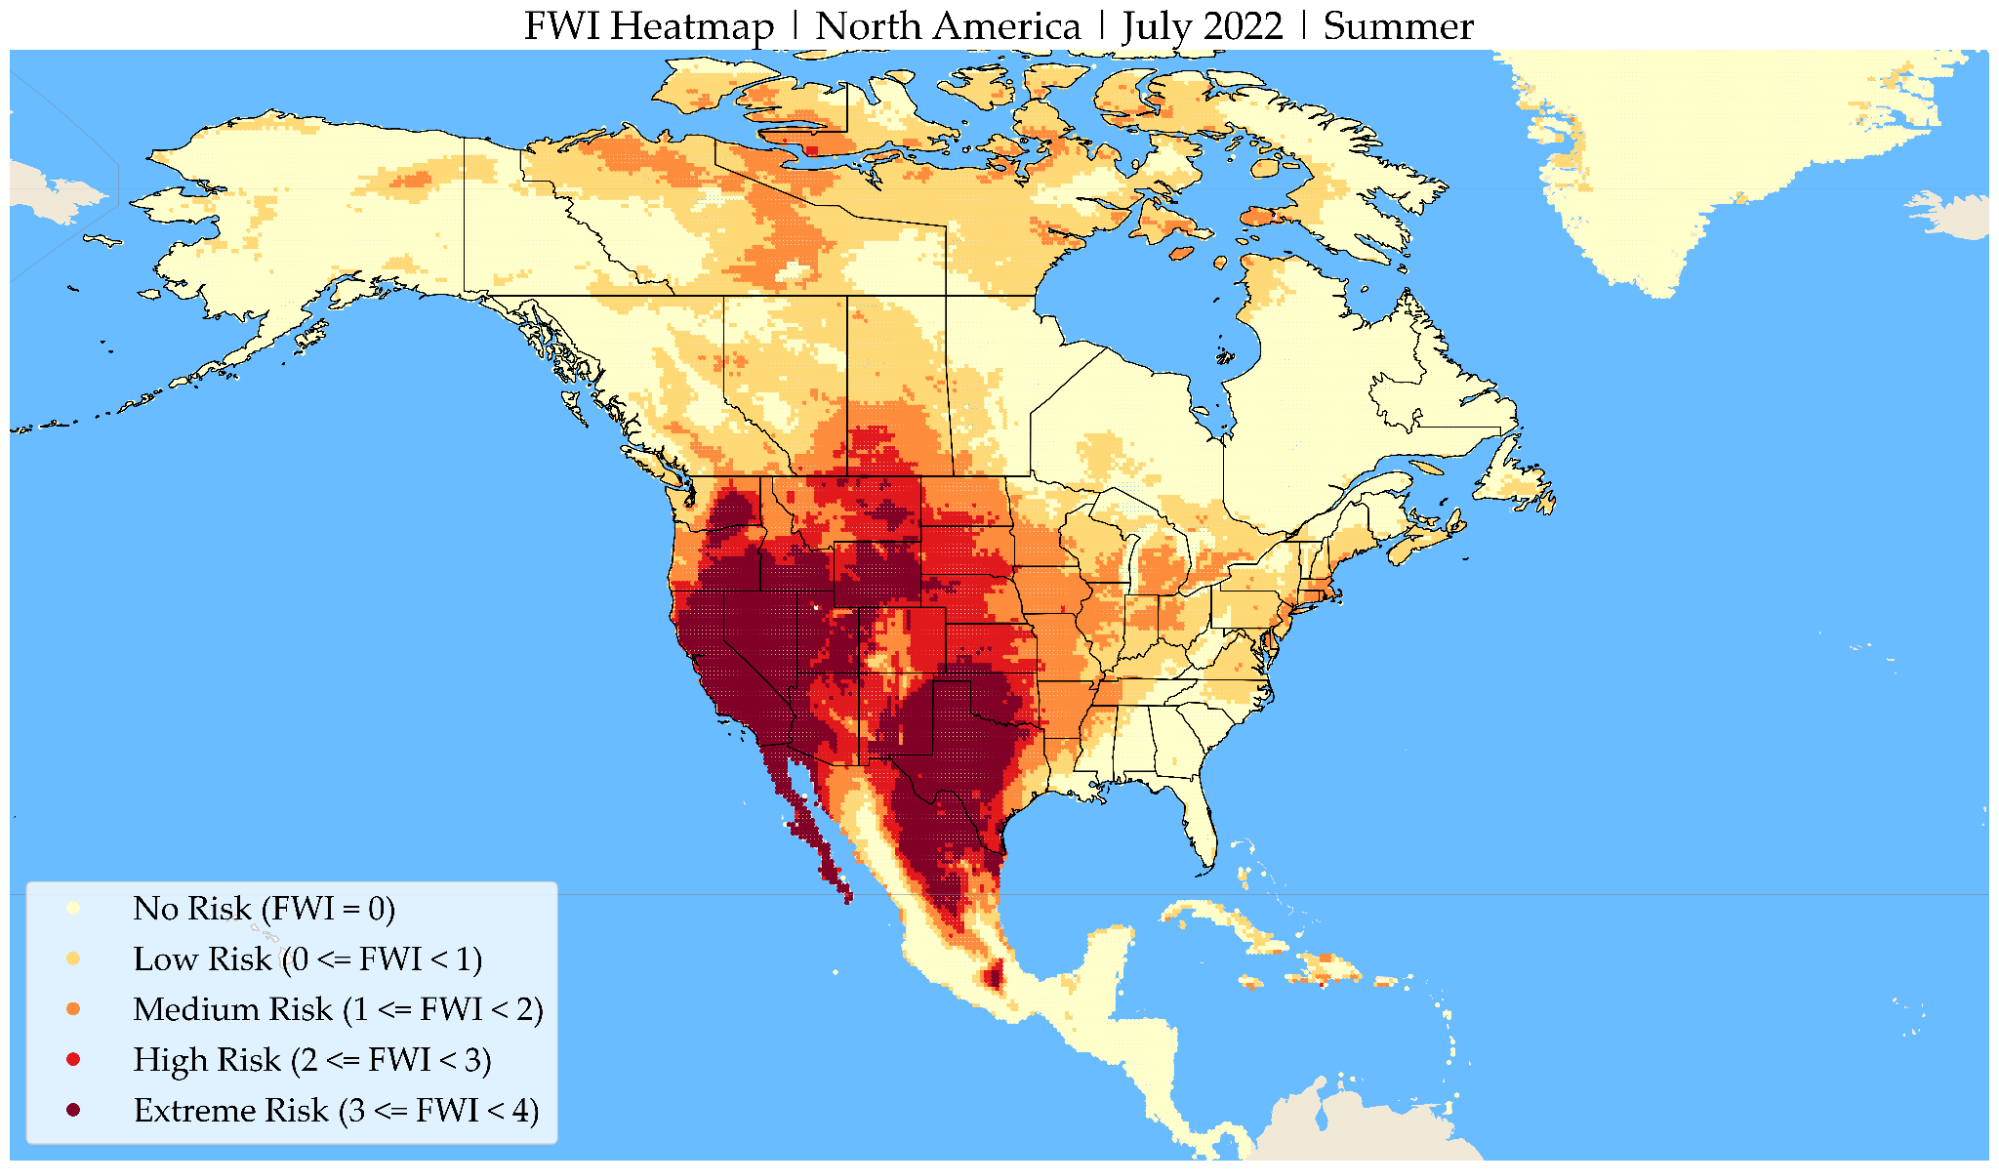 FWI Heatmap | North America | July 2022 | Summer
No Risk (FWI = 0)
Low Risk (0 <= FWI < 1)
Medium Risk (1 <= FWI < 2)
High Risk (2 <= FWI < 3)
Extreme Risk (3 <= FWI < 4)